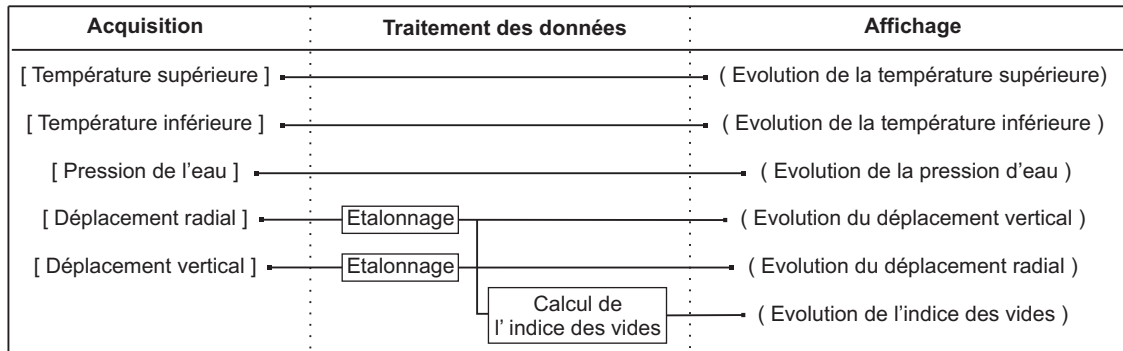 Acquisition Traitement des données Affichage
[ Température supérieure ] ( Evolution de la température supérieure)
[ Température inférieure ] ( Evolution de la température inférieure )
[ Pression de l'eau ] ( Evolution de la pression d'eau )
[ Déplacement radial ] Etalonnage ( Evolution du déplacement vertical )
[ Déplacement vertical ] Etalonnage ( Evolution du déplacement radial )
Calcul de
l' indice des vides ( Evolution de l'indice des vides )